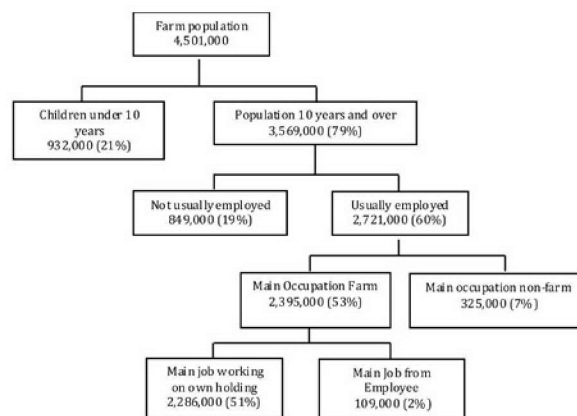 Farm population
4,501,000
Children under 10
years
932,000 (21%)
Population 10 years and over
3,569,000 (79%)
Not usually employed
849,000 (19%)
Usually employed
2,721,000 (60%)
Main Occupation Farm
2,395,000 (53%)
Main occupation non-farm
325,000 (7%)
Main job working
on own holding
2,286,000 (51%)
Main Job from
Employee
109,000 (2%)